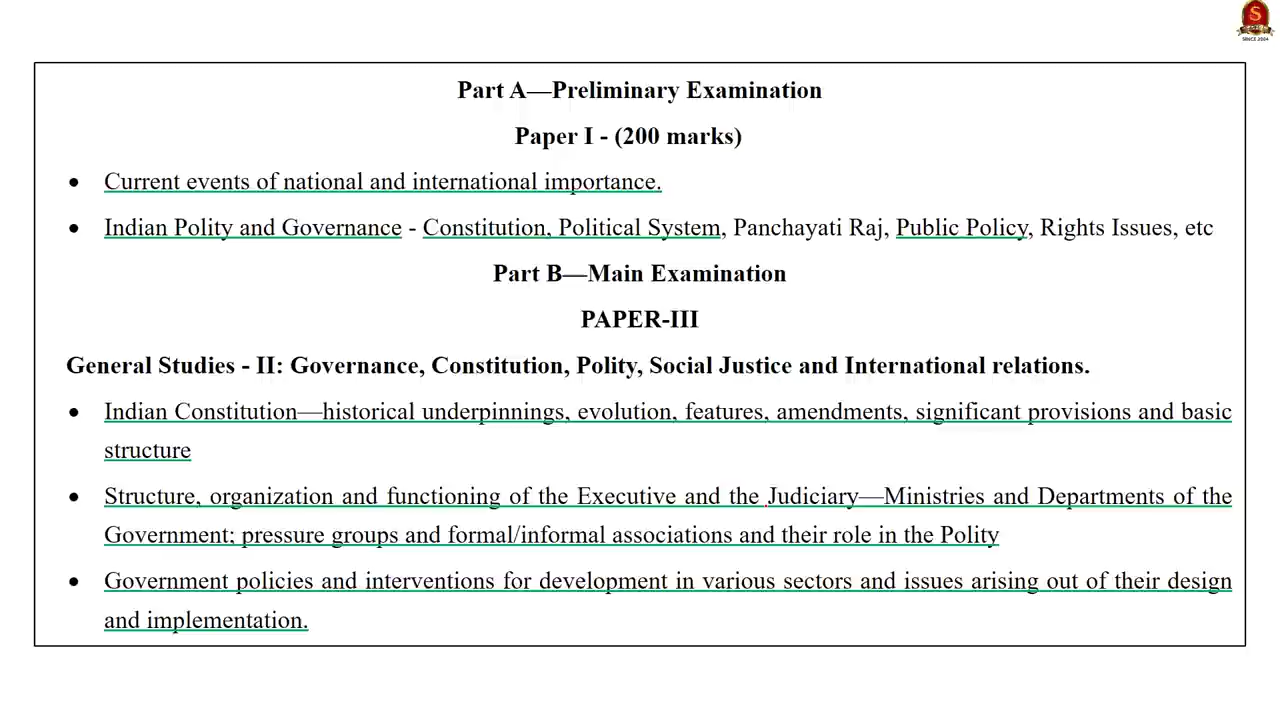 S
SINCE 2004
Part A—Preliminary Examination
Paper I - (200 marks)
• Current events of national and international importance.
• Indian Polity and Governance - Constitution, Political System, Panchayati Raj, Public Policy, Rights Issues, etc
Part B—Main Examination
PAPER-III
General Studies - II: Governance, Constitution, Polity, Social Justice and International relations.
• Indian Constitution—historical underpinnings, evolution, features, amendments, significant provisions and basic
structure
• Structure, organization and functioning of the Executive and the Judiciary—Ministries and Departments of the
Government; pressure groups and formal/informal associations and their role in the Polity
• Government policies and interventions for development in various sectors and issues arising out of their design
and implementation.